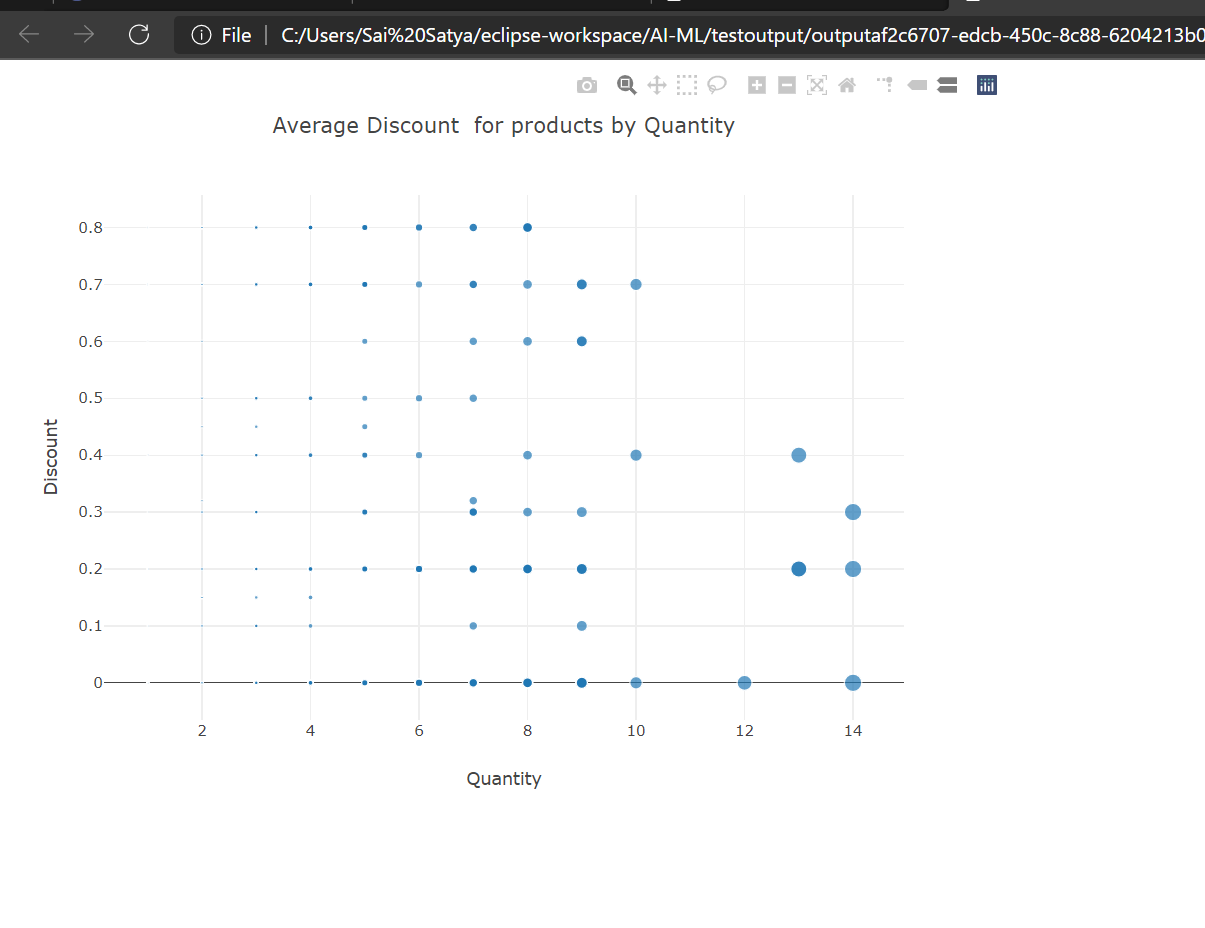 File C:/Users/Sai%20Satya/eclipse-workspace/AI-ML/testoutput/outputaf2c6707-edcb-450c-8c88-6204213b0
Average Discount  for products by Quantity
0.8
0.7
0.6
0.5
0.4
0.3
0.2
0.1
0
Discount
2 4 6 8 10 12 14
Quantity